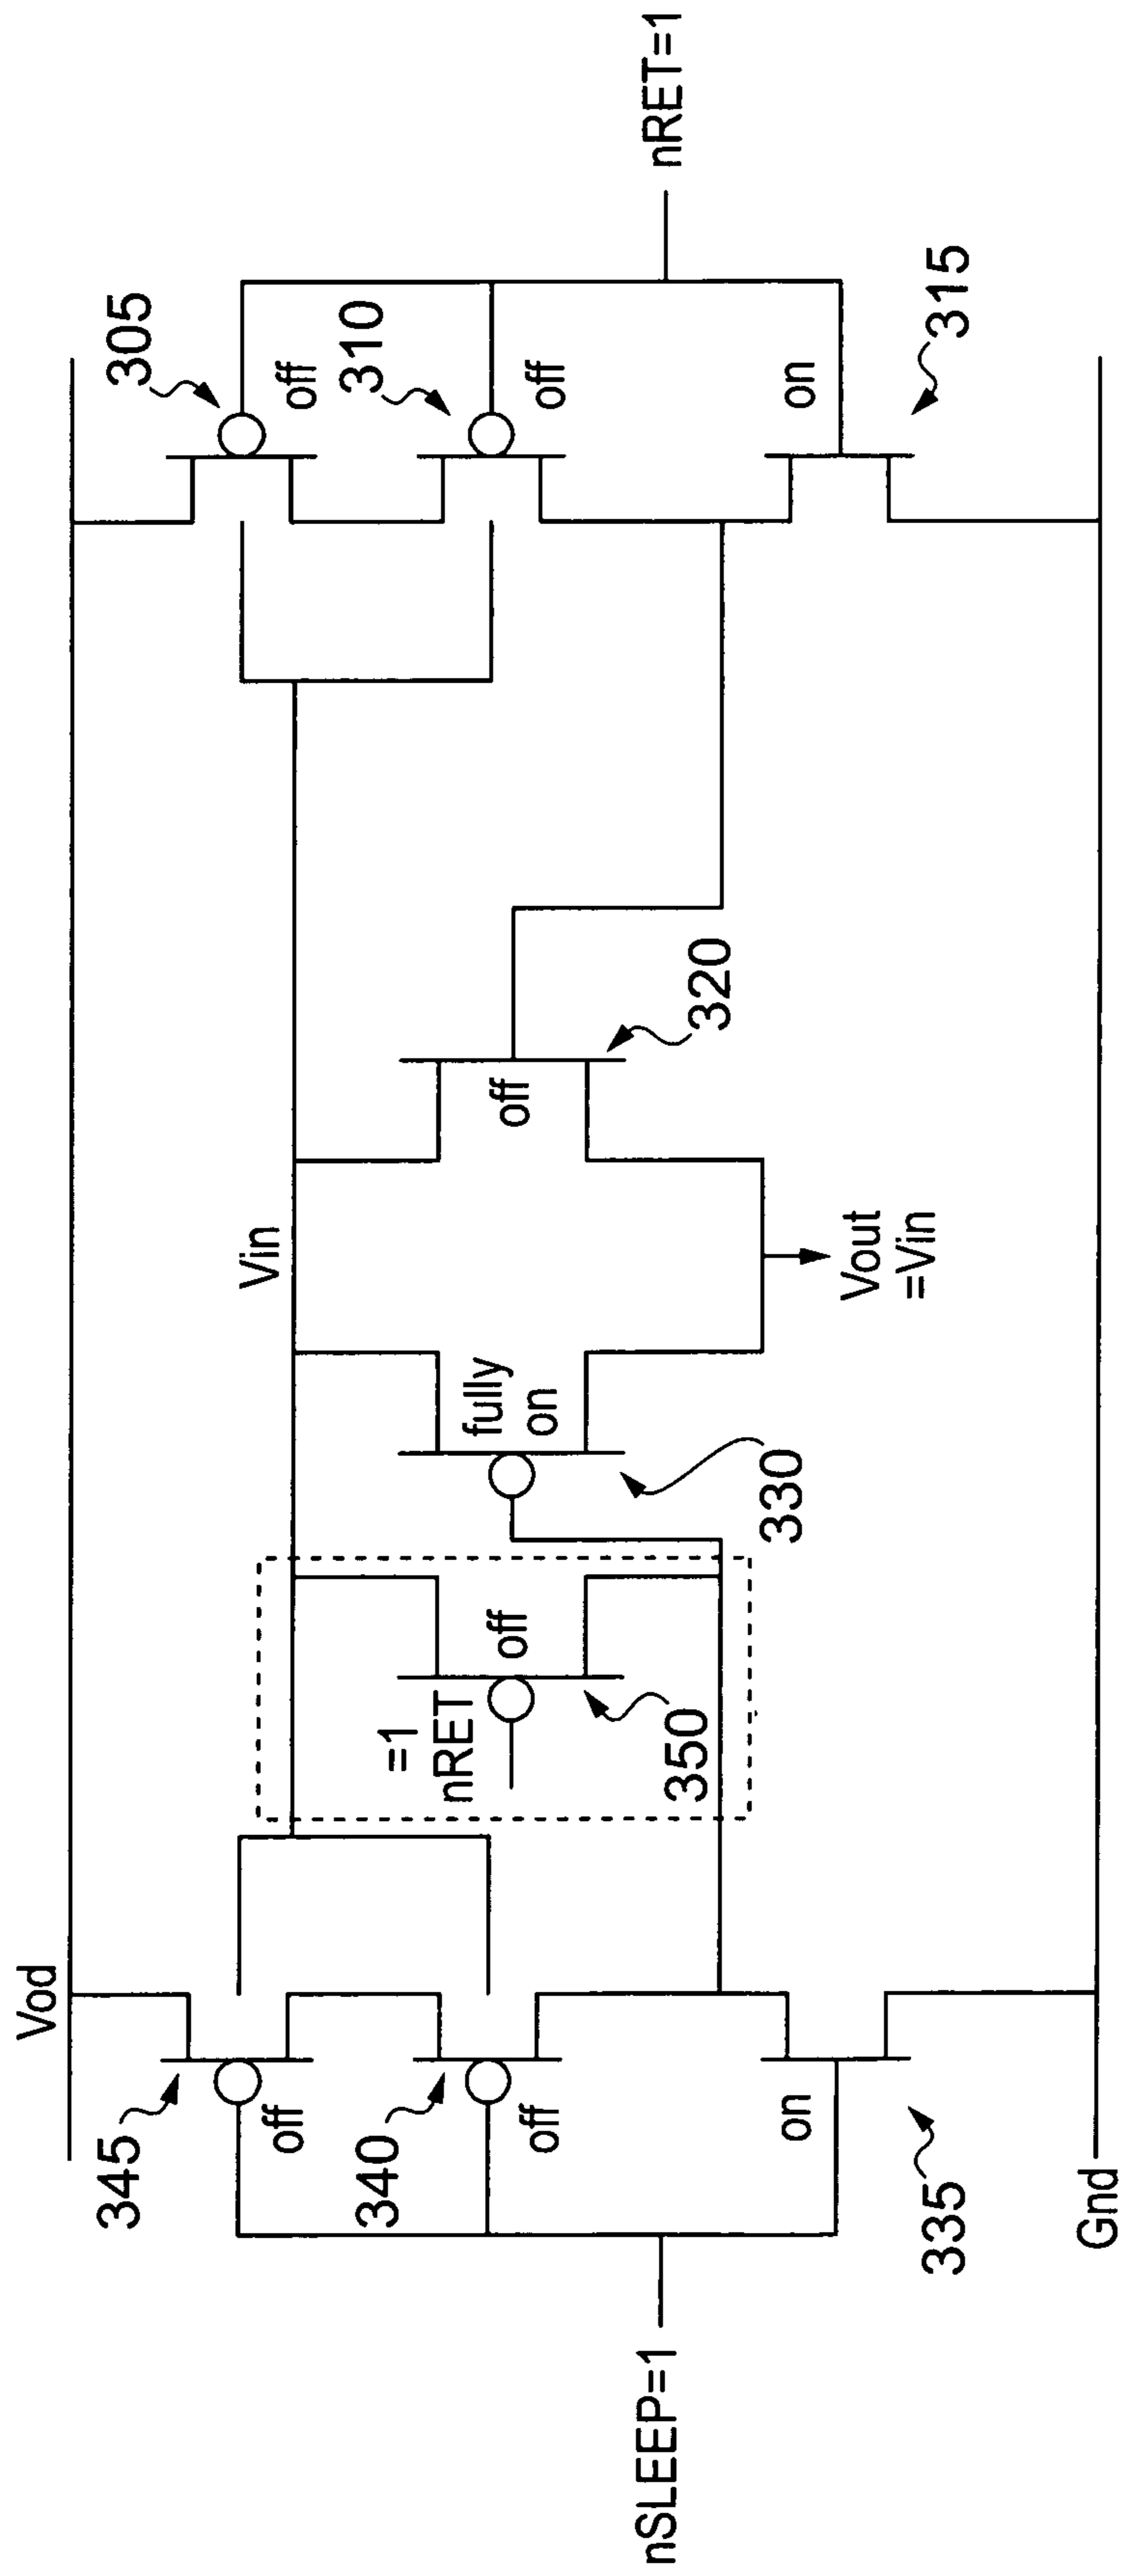 Vod
345
off
340
off
on
335
Gnd
nSLEEP=1
=1
nRET
off
350
fully
on
330
Vin
Vout
=Vin
off
320
305
off
310
off
on
315
nRET=1